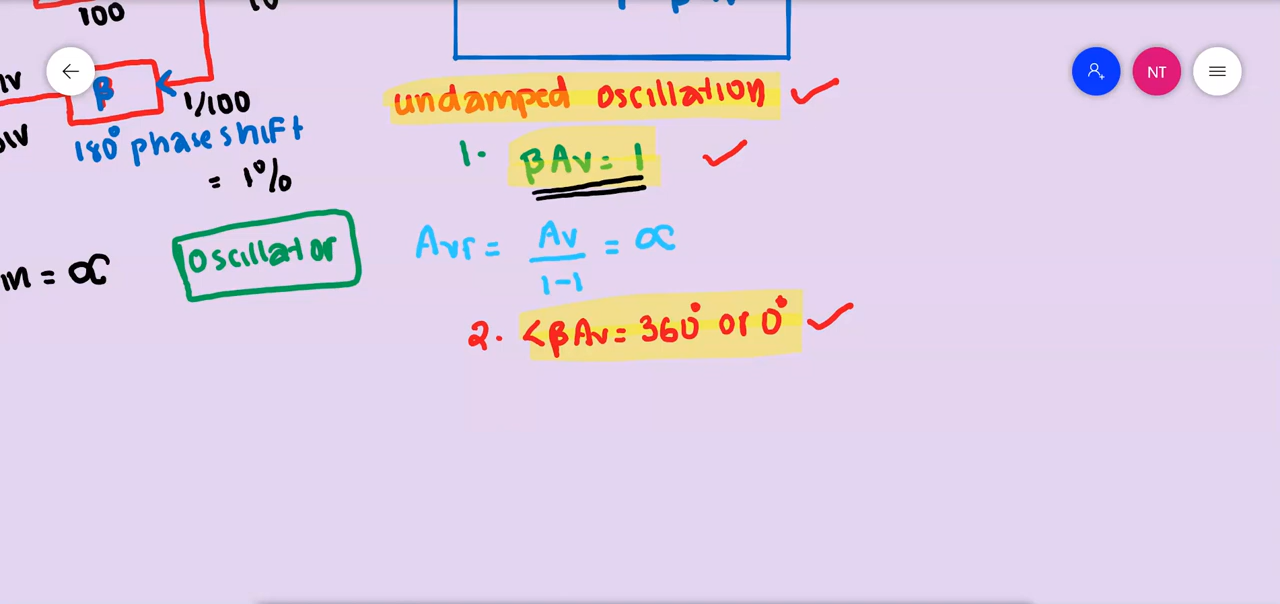 100
β
1/100
180° phase shift
= 1%
oscillator
= ∝
undamped oscillation
1. βAv = 1
Avf = Av / 1-1 = ∝
2. <βAv = 360° or 0°
NT